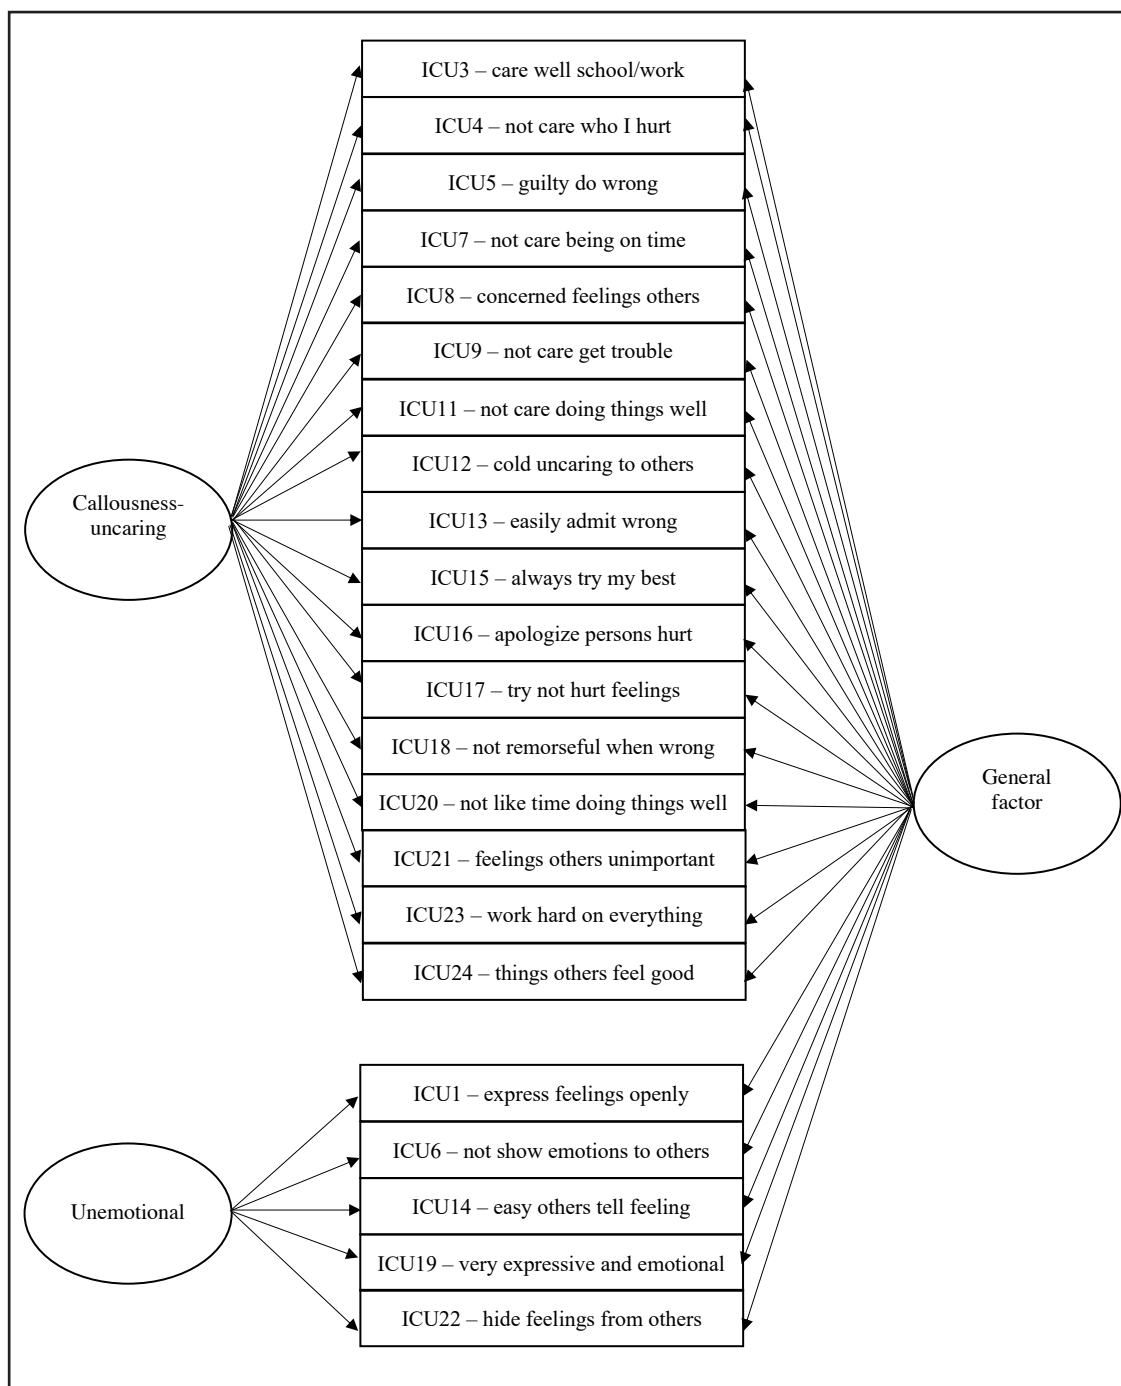 ICU3 – care well school/work
ICU4 – not care who I hurt
ICU5 – guilty do wrong
ICU7 – not care being on time
ICU8 – concerned feelings others
ICU9 – not care get trouble
ICU11 – not care doing things well
ICU12 – cold uncaring to others
ICU13 – easily admit wrong
ICU15 – always try my best
ICU16 – apologize persons hurt
ICU17 – try not hurt feelings
ICU18 – not remorseful when wrong
ICU20 – not like time doing things well
ICU21 – feelings others unimportant
ICU23 – work hard on everything
ICU24 – things others feel good
Callousness-
uncaring
General
factor
ICU1 – express feelings openly
ICU6 – not show emotions to others
ICU14 – easy others tell feeling
ICU19 – very expressive and emotional
ICU22 – hide feelings from others
Unemotional